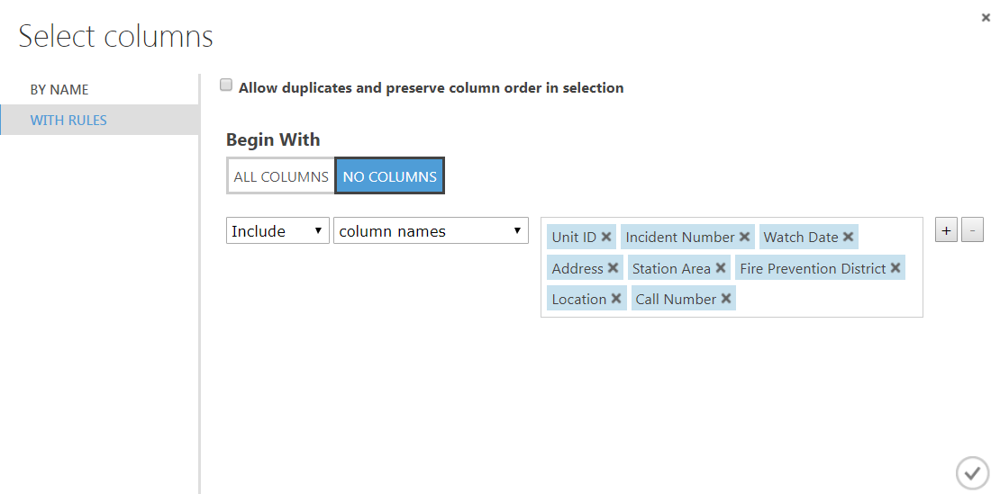 Select columns
BY NAME
WITH RULES
Allow duplicates and preserve column order in selection
Begin With
ALL COLUMNS NO COLUMNS
Include column names
Unit ID Incident Number Watch Date
Address Station Area Fire Prevention District
Location Call Number
+ -